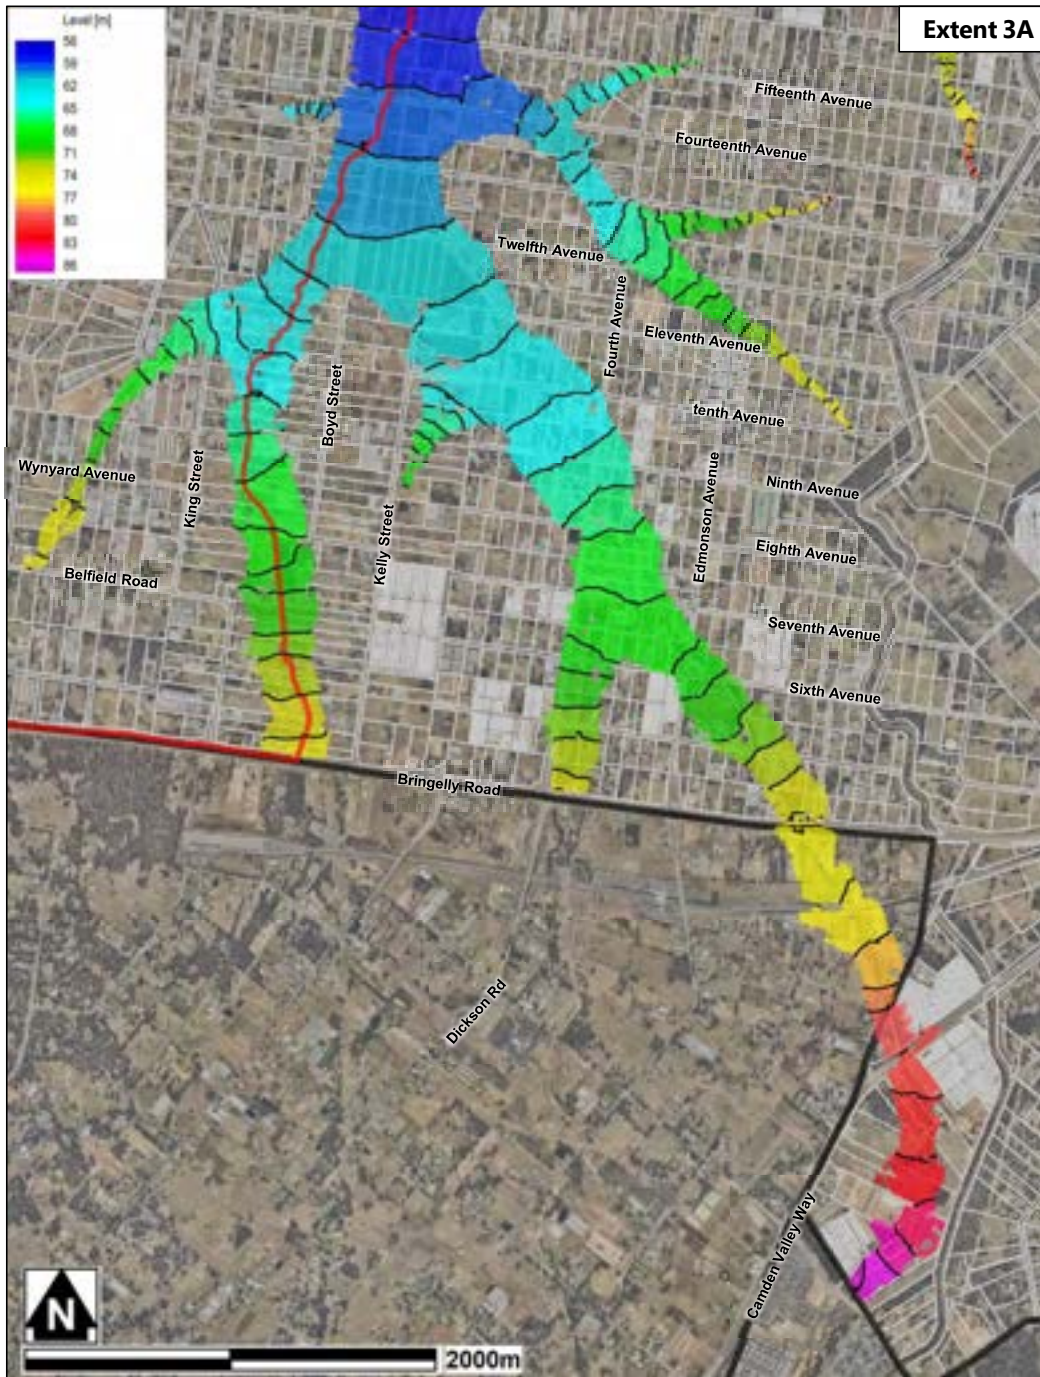 Level [m]
Extent 3A
56
59
62
65
68
71
74
77
80
83
86
Fifteenth Avenue
Fourteenth Avenue
Twelfth Avenue
Fourth Avenue
Eleventh Avenue
Boyd Street
tenth Avenue
Wynyard Avenue
King Street
Ninth Avenue
Edmonson Avenue
Kelly Street
Eighth Avenue
Belfield Road
Seventh Avenue
Sixth Avenue
Bringelly Road
Dickson Rd
Camden Valley Way
N
2000m